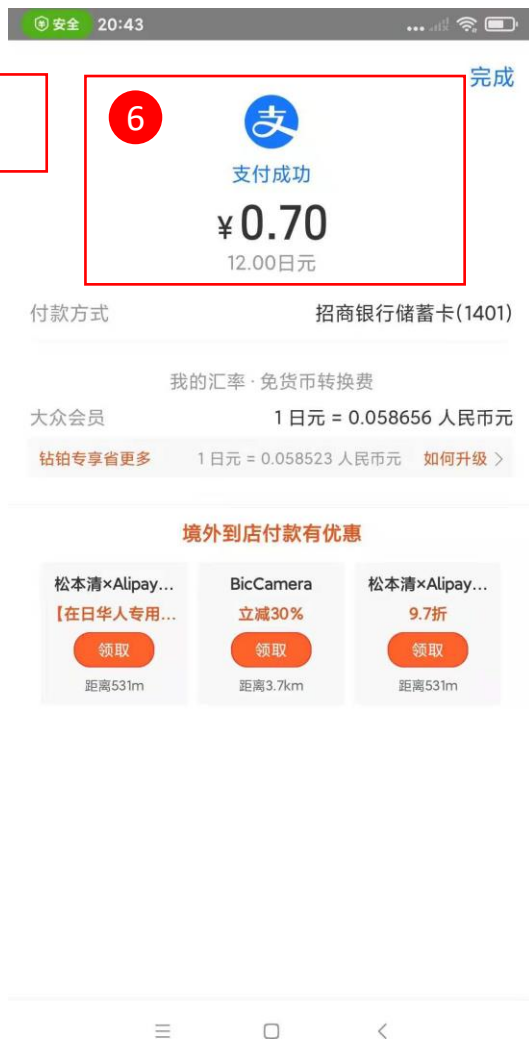 安全 20:43
完成
6
支
支付成功
¥0.70
12.00日元
付款方式 招商银行储蓄卡(1401)
我的汇率·免货币转换费
大众会员 1日元 = 0.058656 人民币元
钻铂专享省更多 1日元 = 0.058523 人民币元 如何升级 >
境外到店付款有优惠
松本清×Alipay... BicCamera 松本清×Alipay...
【在日华人专用... 立减30% 9.7折
领取 领取 领取
距离531m 距离3.7km 距离531m